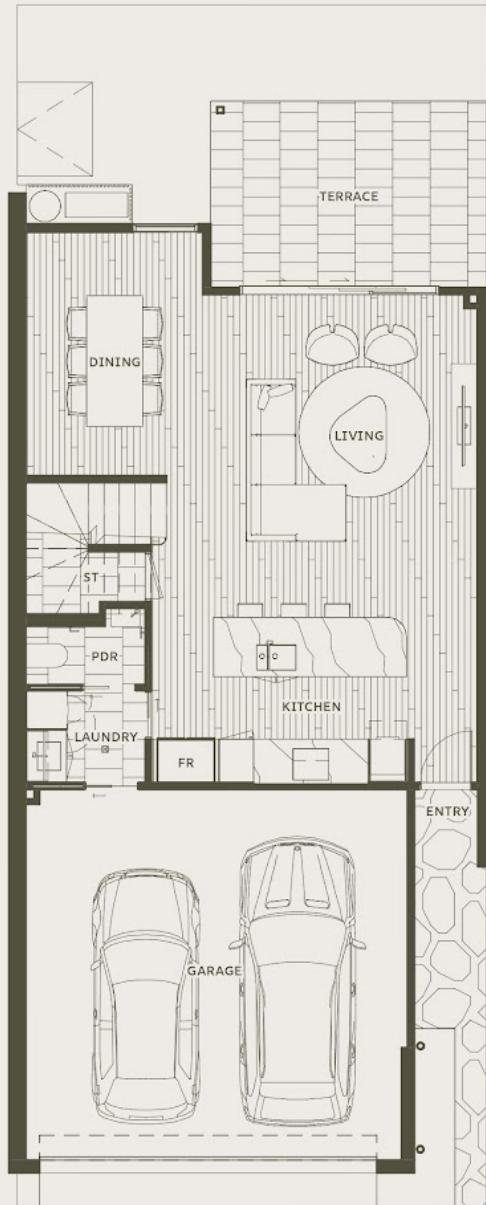 TERRACE
DINING
LIVING
ST
PDR
KITCHEN
LAUNDRY
FR
ENTRY
GARAGE